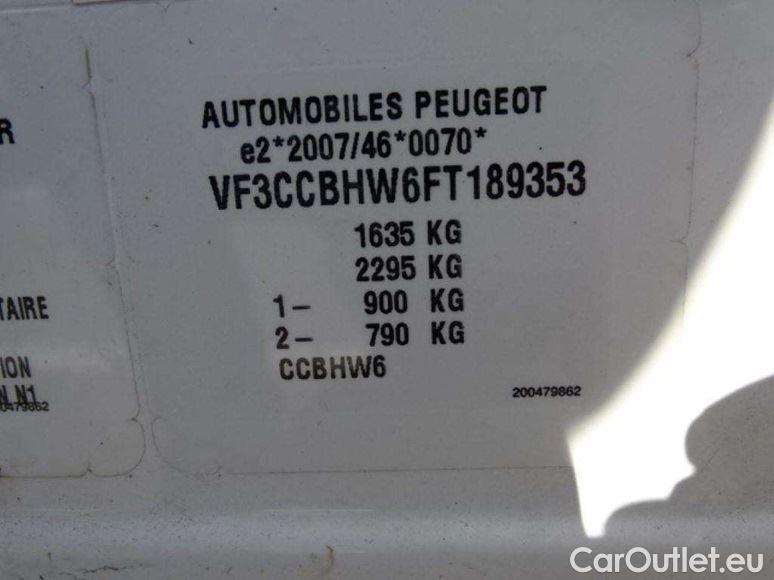 R
TAIRE
ION
N N1
0479862
AUTOMOBILES PEUGEOT
e2*2007/46*0070*
VF3CCBHW6FT189353
1635 KG
2295 KG
1- 900 KG
2- 790 KG
CCBHW6
200479862
CarOutlet.eu